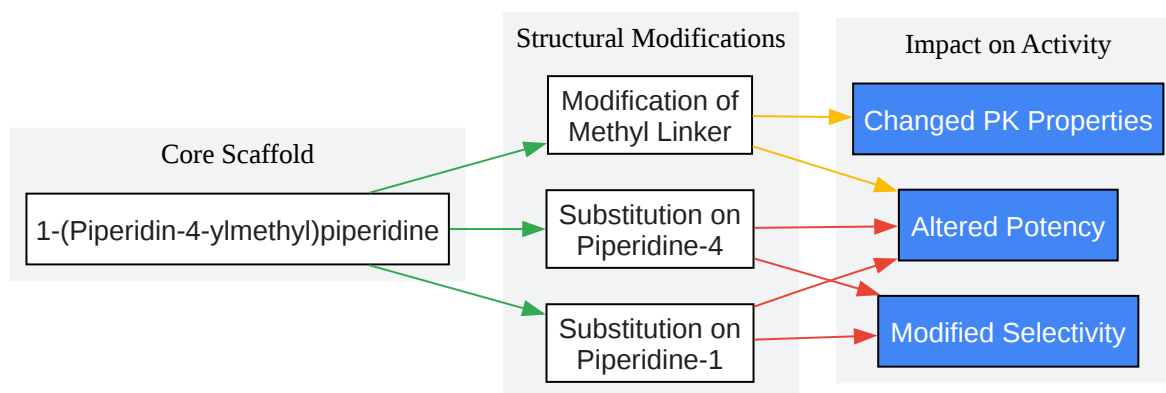 Core Scaffold
1-(Piperidin-4-ylmethyl)piperidine
Structural Modifications
Modification of
Methyl Linker
Substitution on
Piperidine-4
Substitution on
Piperidine-1
Impact on Activity
Changed PK Properties
Altered Potency
Modified Selectivity